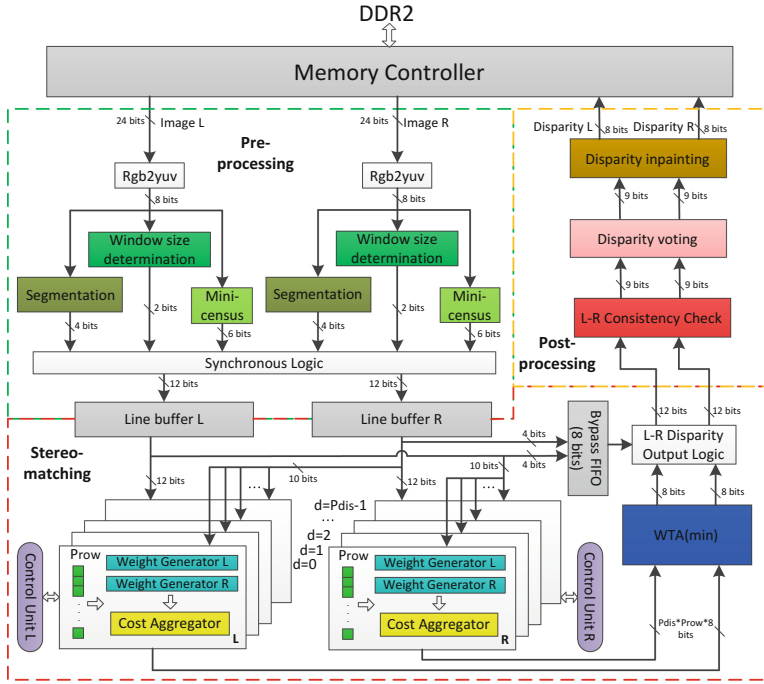 DDR2
Memory Controller
24 bits
Image L
24 bits
Image R
Disparity L
8 bits
Disparity R
8 bits
Pre-
processing
Rgb2yuv
Rgb2yuv
Disparity inpainting
8 bits
8 bits
9 bits
9 bits
Window size
determination
Window size
determination
Disparity voting
Segmentation
Mini-
census
Segmentation
Mini-
census
2 bits
2 bits
9 bits
9 bits
4 bits
6 bits
4 bits
6 bits
L-R Consistency Check
Synchronous Logic
Post-
processing
12 bits
12 bits
Line buffer L
Line buffer R
12 bits
12 bits
Stereo-
matching
4 bits
4 bits
Bypass FIFO
(8 bits)
L-R Disparity
Output Logic
12 bits
10 bits
12 bits
10 bits
8 bits
8 bits
...
...
d=Pdis-1
...
d=2
d=1
d=0
WTA(min)
Control Unit L
Prow
Weight Generator L
Weight Generator R
Cost Aggregator
L
Prow
Weight Generator L
Weight Generator R
Cost Aggregator
R
Control Unit R
Pdis*Prow*8
bits